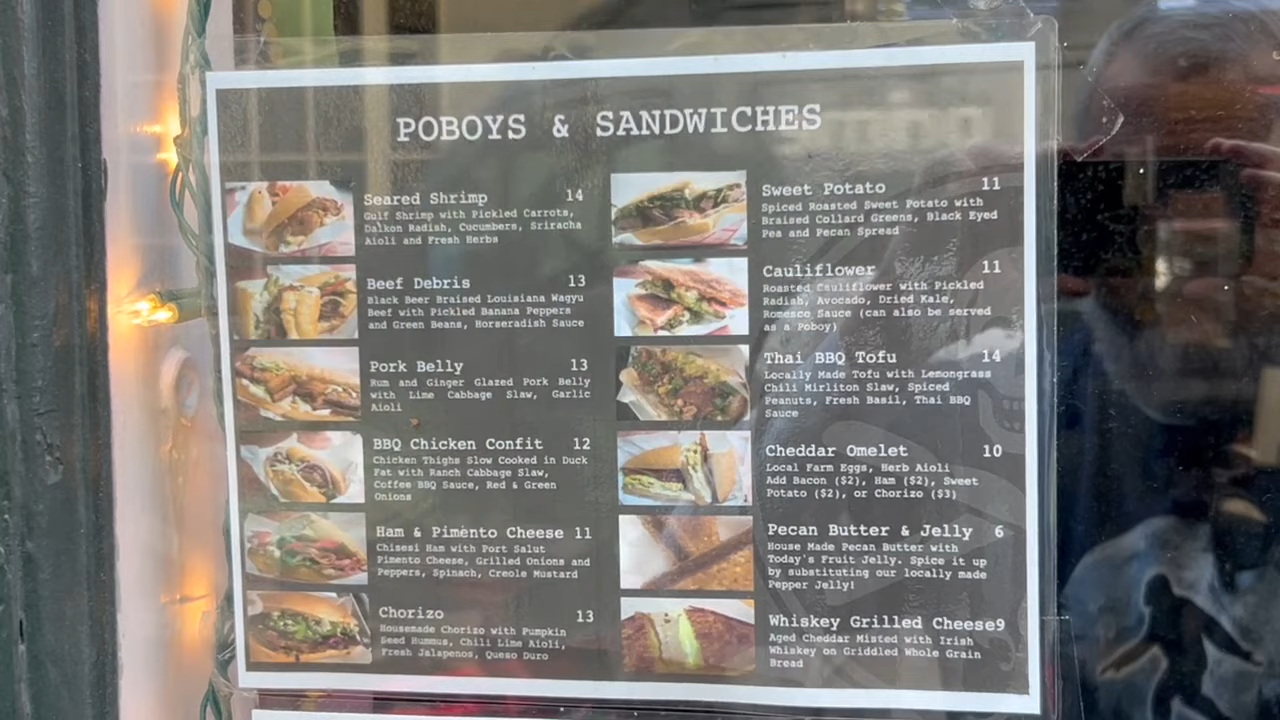 POBOYS & SANDWICHES
Seared Shrimp 14
Gulf Shrimp with Pickled Carrots,
Daikon Radish, Cucumbers, Sriracha
Aioli and Fresh Herbs
Beef Debris 13
Black Beer Braised Louisiana Wagyu
Beef with Pickled Banana Peppers
and Green Beans, Horseradish Sauce
Pork Belly 13
Rum and Ginger Glazed Pork Belly
with Lime Cabbage Slaw, Garlic
Aioli
BBQ Chicken Confit 12
Chicken Thighs Slow Cooked in Duck
Fat with Ranch Cabbage Slaw,
Coffee BBQ Sauce, Red & Green
Onions
Ham & Pimento Cheese 11
Chisesi Ham with Port Salut
Pimento Cheese, Grilled Onions and
Peppers, Spinach, Creole Mustard
Chorizo 13
Housemade Chorizo with Pumpkin
Seed Hummus, Chili Lime Aioli,
Fresh Jalapenos, Queso Duro
Sweet Potato 11
Spiced Roasted Sweet Potato with
Braised Collard Greens, Black Eyed
Pea and Pecan Spread
Cauliflower 11
Roasted Cauliflower with Pickled
Radish, Avocado, Dried Kale,
Romesco Sauce (can also be served
as a Poboy)
Thai BBQ Tofu 14
Locally Made Tofu with Lemongrass
Chili Mirliton Slaw, Spiced
Peanuts, Fresh Basil, Thai BBQ
Sauce
Cheddar Omelet 10
Local Farm Eggs, Herb Aioli
Add Bacon ($2), Ham ($2), Sweet
Potato ($2), or Chorizo ($3)
Pecan Butter & Jelly 6
House Made Pecan Butter with
Today's Fruit Jelly. Spice it up
by substituting our locally made
Pepper Jelly!
Whiskey Grilled Cheese9
Aged Cheddar Misted with Irish
Whiskey on Griddled Whole Grain
Bread